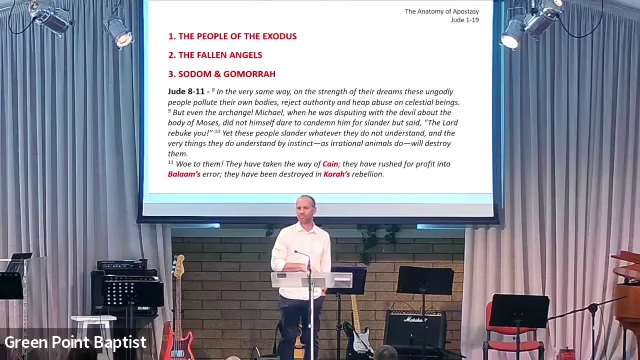 The Anatomy of Apostasy
Jude 1-19
1. THE PEOPLE OF THE EXODUS
2. THE FALLEN ANGELS
3. SODOM & GOMORRAH
Jude 8-11 - 8 In the very same way, on the strength of their dreams these ungodly
people pollute their own bodies, reject authority and heap abuse on celestial beings.
9 But even the archangel Michael, when he was disputing with the devil about the
body of Moses, did not himself dare to condemn him for slander but said, “The Lord
rebuke you!” 10 Yet these people slander whatever they do not understand, and the
very things they do understand by instinct—as irrational animals do—will destroy
them.
11 Woe to them! They have taken the way of Cain; they have rushed for profit into
Balaam’s error; they have been destroyed in Korah’s rebellion.
Marshall
Green Point Baptist